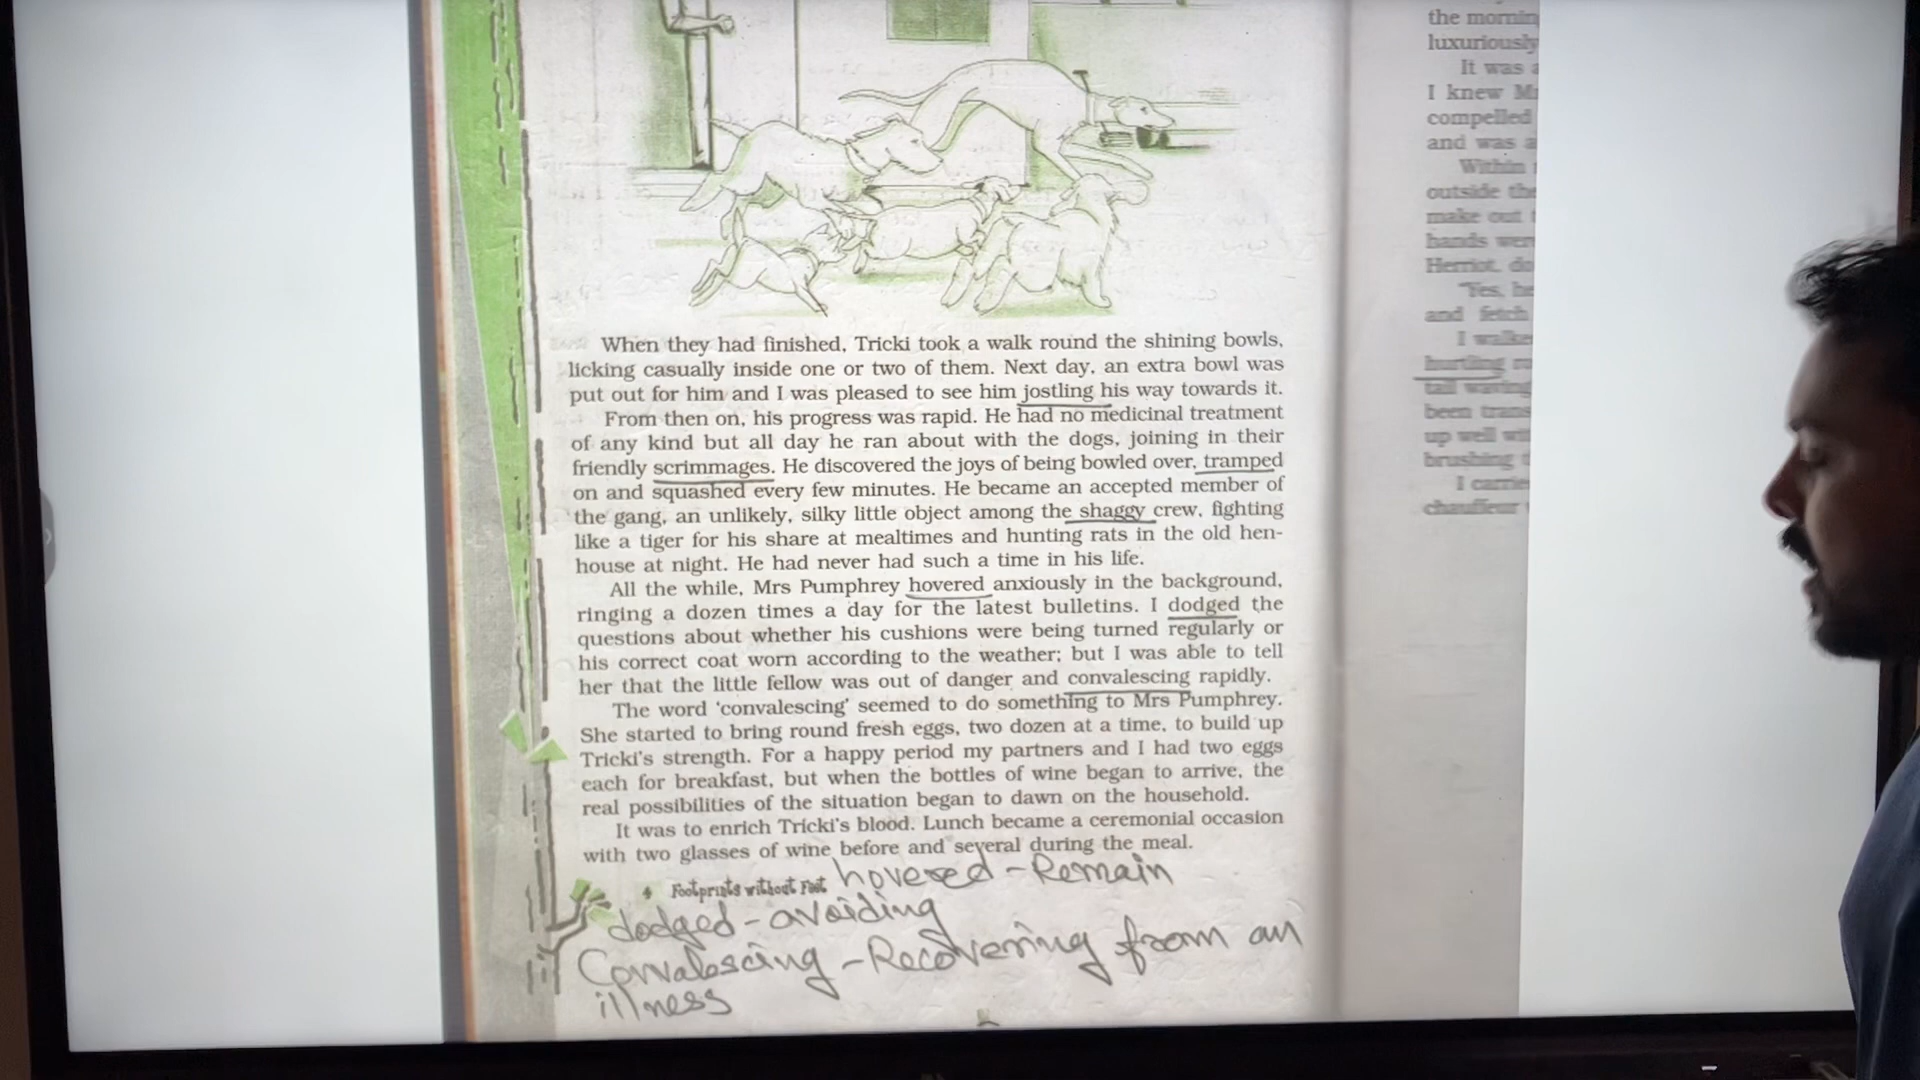 When they had finished, Tricki took a walk round the shining bowls,
licking casually inside one or two of them. Next day, an extra bowl was
put out for him and I was pleased to see him jostling his way towards it.
From then on, his progress was rapid. He had no medicinal treatment
of any kind but all day he ran about with the dogs, joining in their
friendly scrimmages. He discovered the joys of being bowled over, tramped
on and squashed every few minutes. He became an accepted member of
the gang, an unlikely, silky little object among the shaggy crew, fighting
like a tiger for his share at mealtimes and hunting rats in the old hen-
house at night. He had never had such a time in his life.
All the while, Mrs Pumphrey hovered anxiously in the background,
ringing a dozen times a day for the latest bulletins. I dodged the
questions about whether his cushions were being turned regularly or
his correct coat worn according to the weather; but I was able to tell
her that the little fellow was out of danger and convalescing rapidly.
The word ‘convalescing’ seemed to do something to Mrs Pumphrey.
She started to bring round fresh eggs, two dozen at a time, to build up
Tricki's strength. For a happy period my partners and I had two eggs
each for breakfast, but when the bottles of wine began to arrive, the
real possibilities of the situation began to dawn on the household.
It was to enrich Tricki's blood. Lunch became a ceremonial occasion
with two glasses of wine before and several during the meal.
4 Footprints without Feet
hovered - Remain
dodged - avoiding
Convalescing - Recovering from an
illness
the
luxuriously
It was
I knew
compelled
and was
Within
outside the
make out
hands were
Herriot, do
"Yes, he
and fetch
I
hurtling
tail waving
been
up well
brushing
I
chauffeur